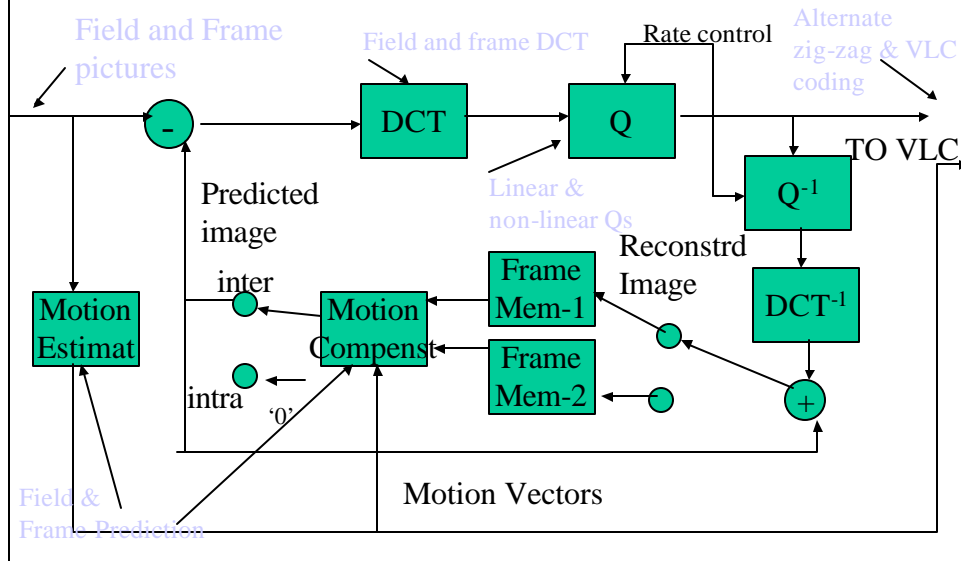 Field and Frame
pictures
Field and frame DCT
Rate control
Alternate
zig-zag & VLC
coding
-
DCT
Q
TO VLC
Q-1
Linear &
non-linear Qs
Predicted
image
Reconstrd
Image
inter
Frame
Mem-1
DCT-1
Motion
Estimat
Motion
Compenst
Frame
Mem-2
intra
'0'
+
Motion Vectors
Field &
Frame Prediction